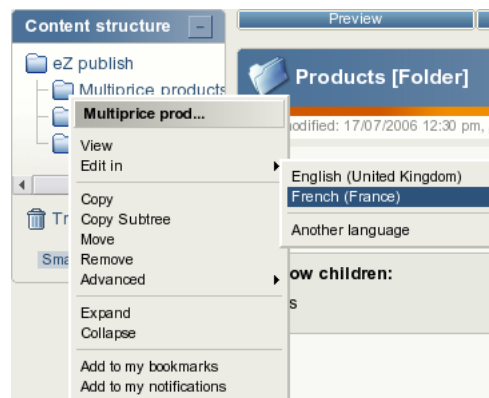 Content structure
Preview
eZ publish
Multiprice products
Products [Folder]
Multiprice prod...
odified: 17/07/2006 12:30 pm,
View
Edit in
English (United Kingdom)
French (France)
Another language
Copy
Copy Subtree
Move
Remove
Advanced
Tr
Sma
ow children:
s
Expand
Collapse
Add to my bookmarks
Add to my notifications